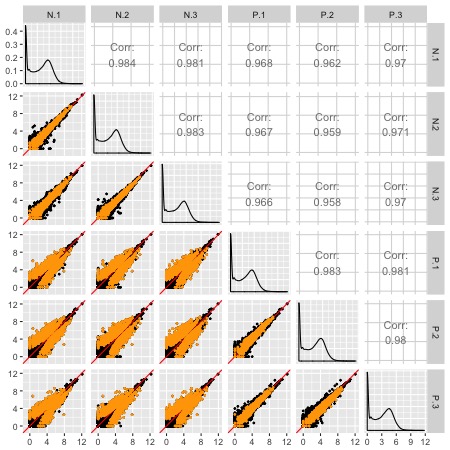 N.1 N.2 N.3 P.1 P.2 P.3
0.4
0.3
0.2
0.1
0.0
Corr:
0.984
Corr:
0.981
Corr:
0.968
Corr:
0.962
Corr:
0.97
N.1
12
8
4
0
Corr:
0.983
Corr:
0.967
Corr:
0.959
Corr:
0.971
N.2
12
8
4
0
Corr:
0.966
Corr:
0.958
Corr:
0.97
N.3
12
8
4
0
Corr:
0.983
Corr:
0.981
P.1
12
8
4
0
Corr:
0.98
P.2
12
8
4
0
P.3
0 4 8 12 0 4 8 12 0 4 8 12 0 4 8 12 0 4 8 12 0 4 8 12